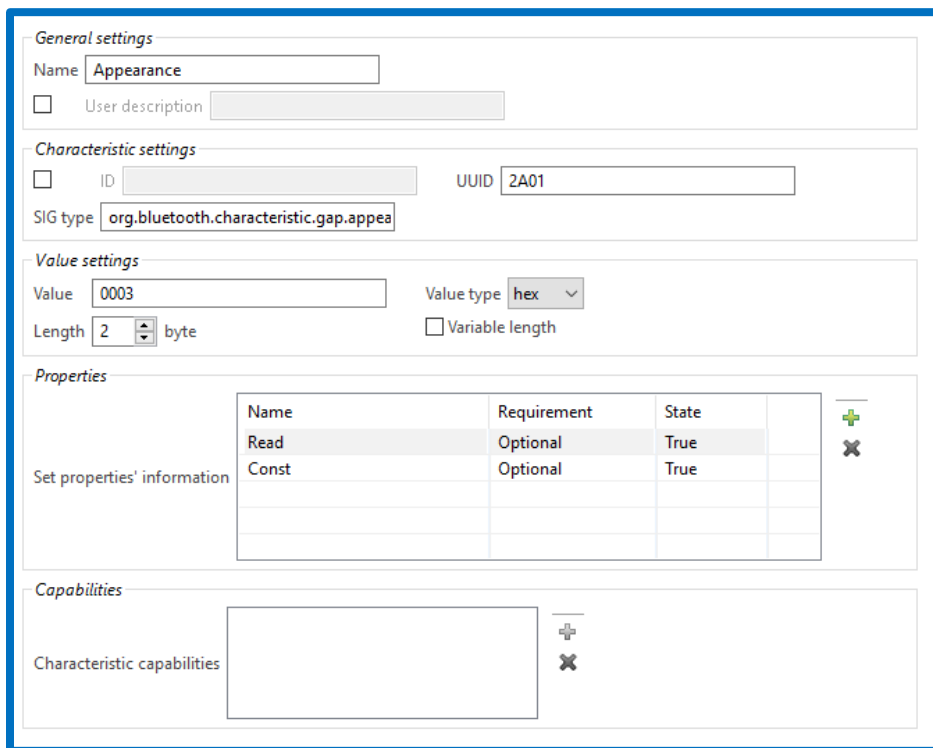 General settings
Name Appearance
User description
Characteristic settings
ID UUID 2A01
SIG type org.bluetooth.characteristic.gap.appea
Value settings
Value 0003 Value type hex
Length 2 byte Variable length
Properties
Name Requirement State
Read Optional True
Const Optional True
Set properties' information
Capabilities
Characteristic capabilities